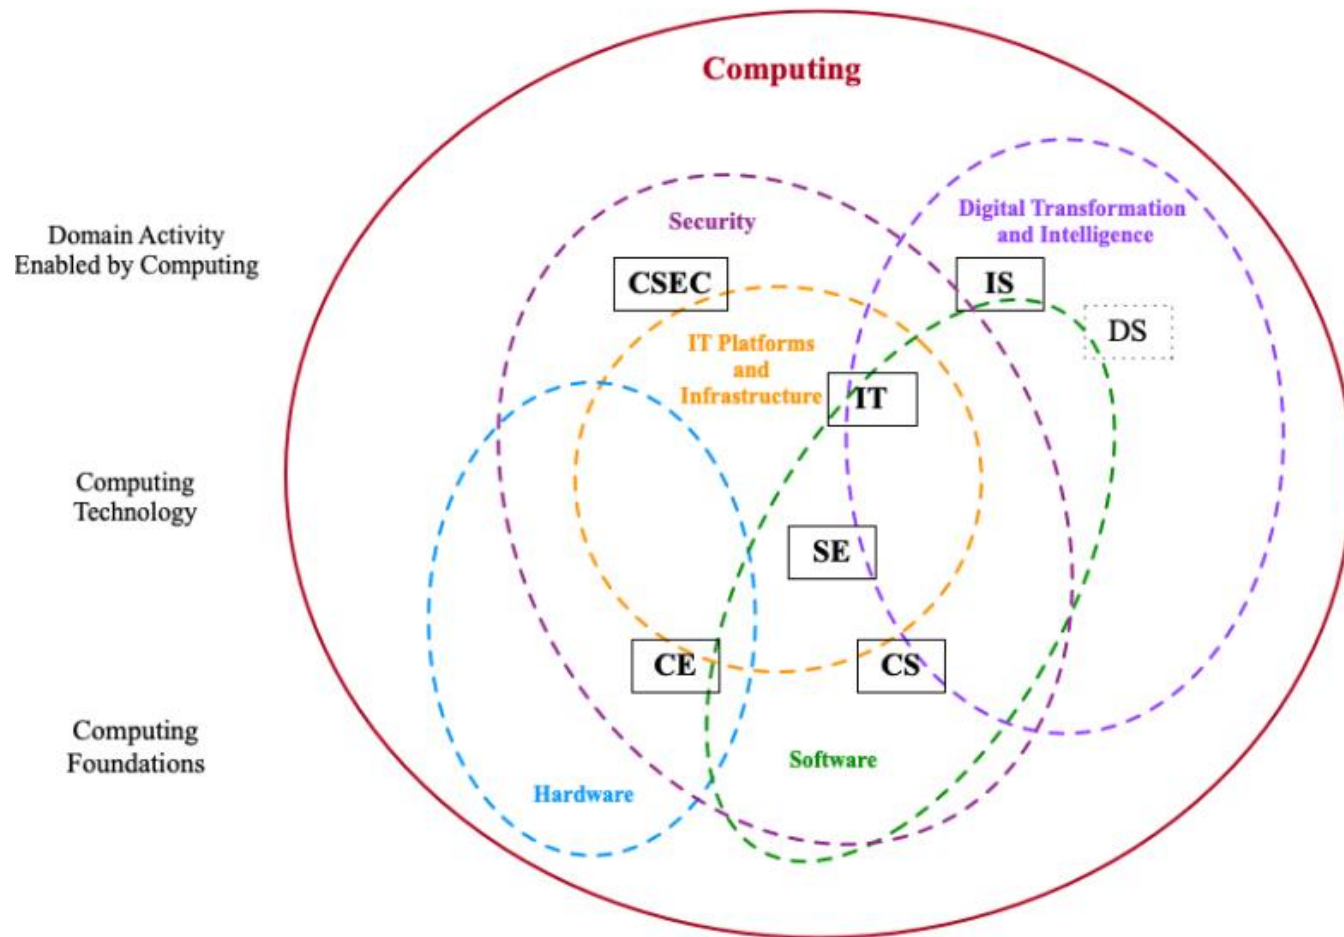 Computing
Digital Transformation
and Intelligence
Security
Domain Activity
Enabled by Computing
CSEC
IS
DS
IT Platforms
and
Infrastructure
IT
Computing
Technology
SE
CE
CS
Computing
Foundations
Software
Hardware